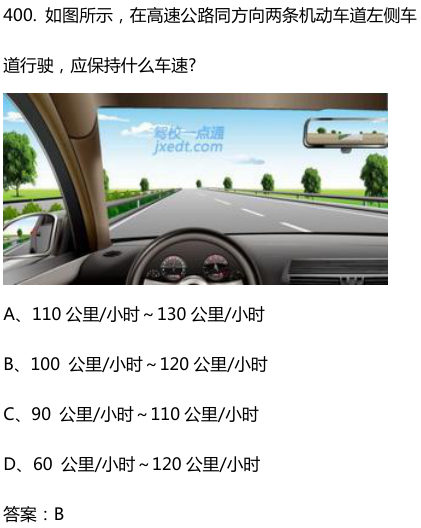 400. 如图所示，在高速公路同方向两条机动车道左侧车
道行驶，应保持什么车速?
驾校一点通
jxedt.com
A、110 公里/小时～130 公里/小时
B、100 公里/小时～120 公里/小时
C、90 公里/小时～110 公里/小时
D、60 公里/小时～120 公里/小时
答案：B